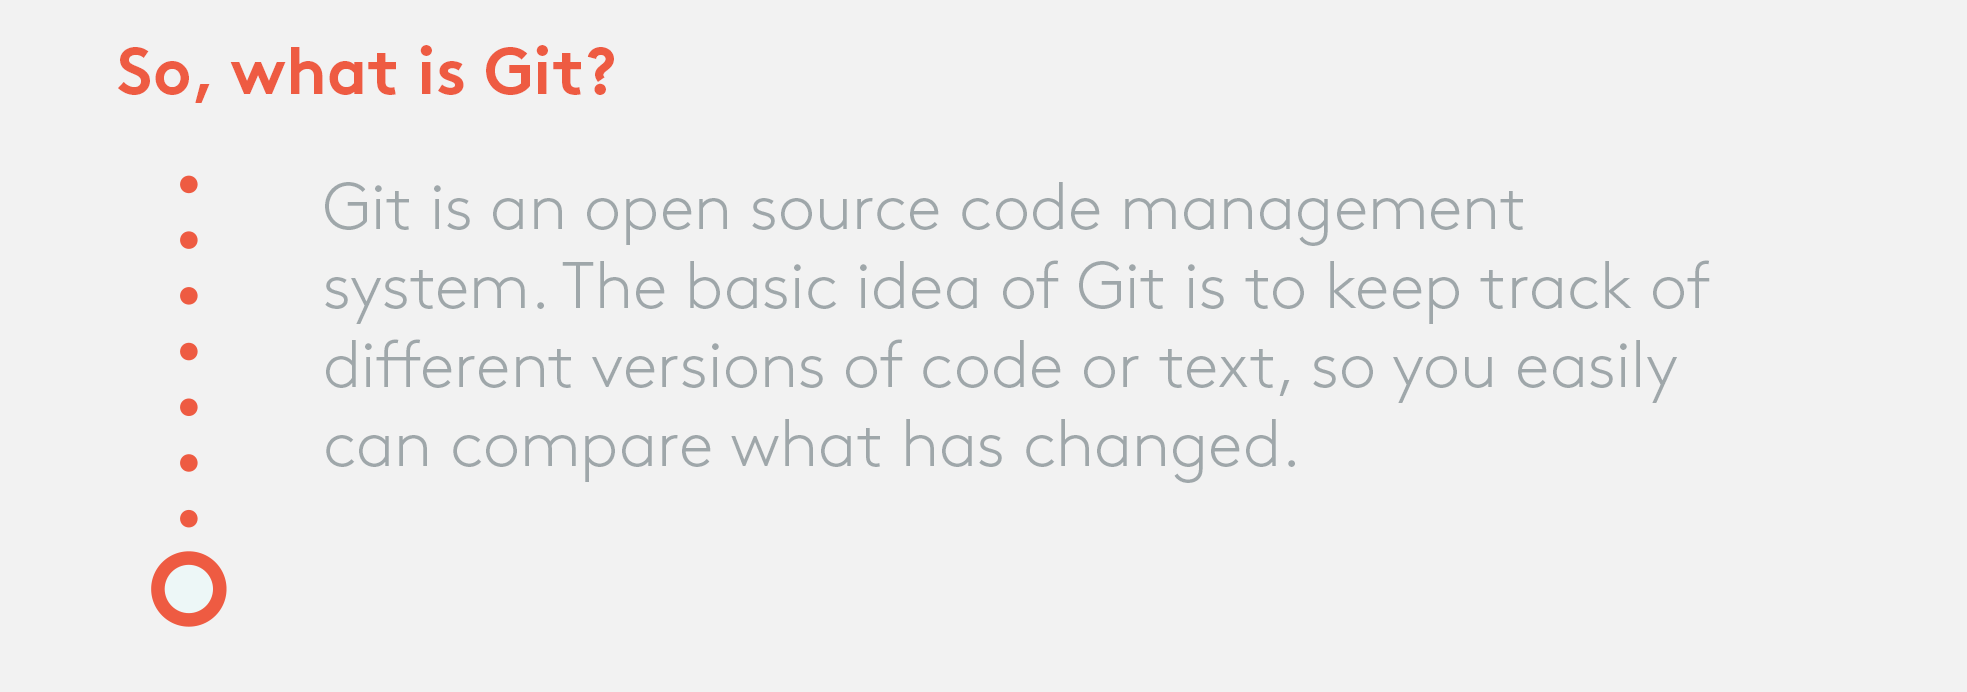 So, what is Git?
Git is an open source code management
system. The basic idea of Git is to keep track of
different versions of code or text, so you easily
can compare what has changed.